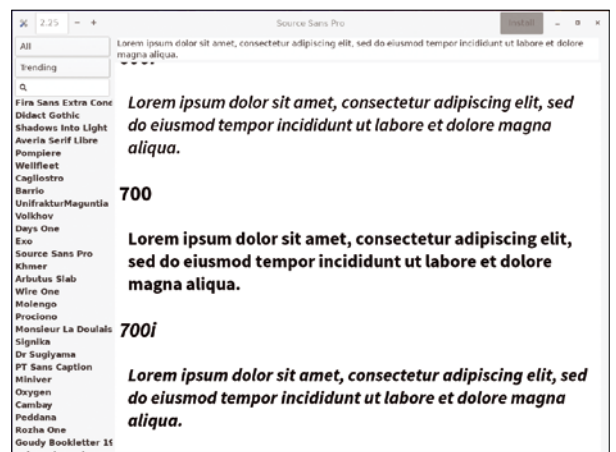 2.25 - + Source Sans Pro Install
All
Trending
Fira Sans Extra Cond
Didact Gothic
Shadows Into Light
Averia Serif Libre
Pompiere
Wellfleet
Cagliostro
Barrio
UnifrakturMaguntia
Volkhov
Days One
Exo
Source Sans Pro
Khmer
Arbutus Slab
Wire One
Molengo
Prociono
Monsieur La Doulais
Signika
Dr Sugiyama
PT Sans Caption
Miniver
Oxygen
Cambay
Peddana
Rozha One
Goudy Bookletter 19
Lorem ipsum dolor sit amet, consectetur adipiscing elit, sed do eiusmod tempor incididunt ut labore et dolore
magna aliqua.
Lorem ipsum dolor sit amet, consectetur adipiscing elit, sed
do eiusmod tempor incididunt ut labore et dolore magna
aliqua.
700
Lorem ipsum dolor sit amet, consectetur adipiscing elit,
sed do eiusmod tempor incididunt ut labore et dolore
magna aliqua.
700i
Lorem ipsum dolor sit amet, consectetur adipiscing elit, sed
do eiusmod tempor incididunt ut labore et dolore magna
aliqua.